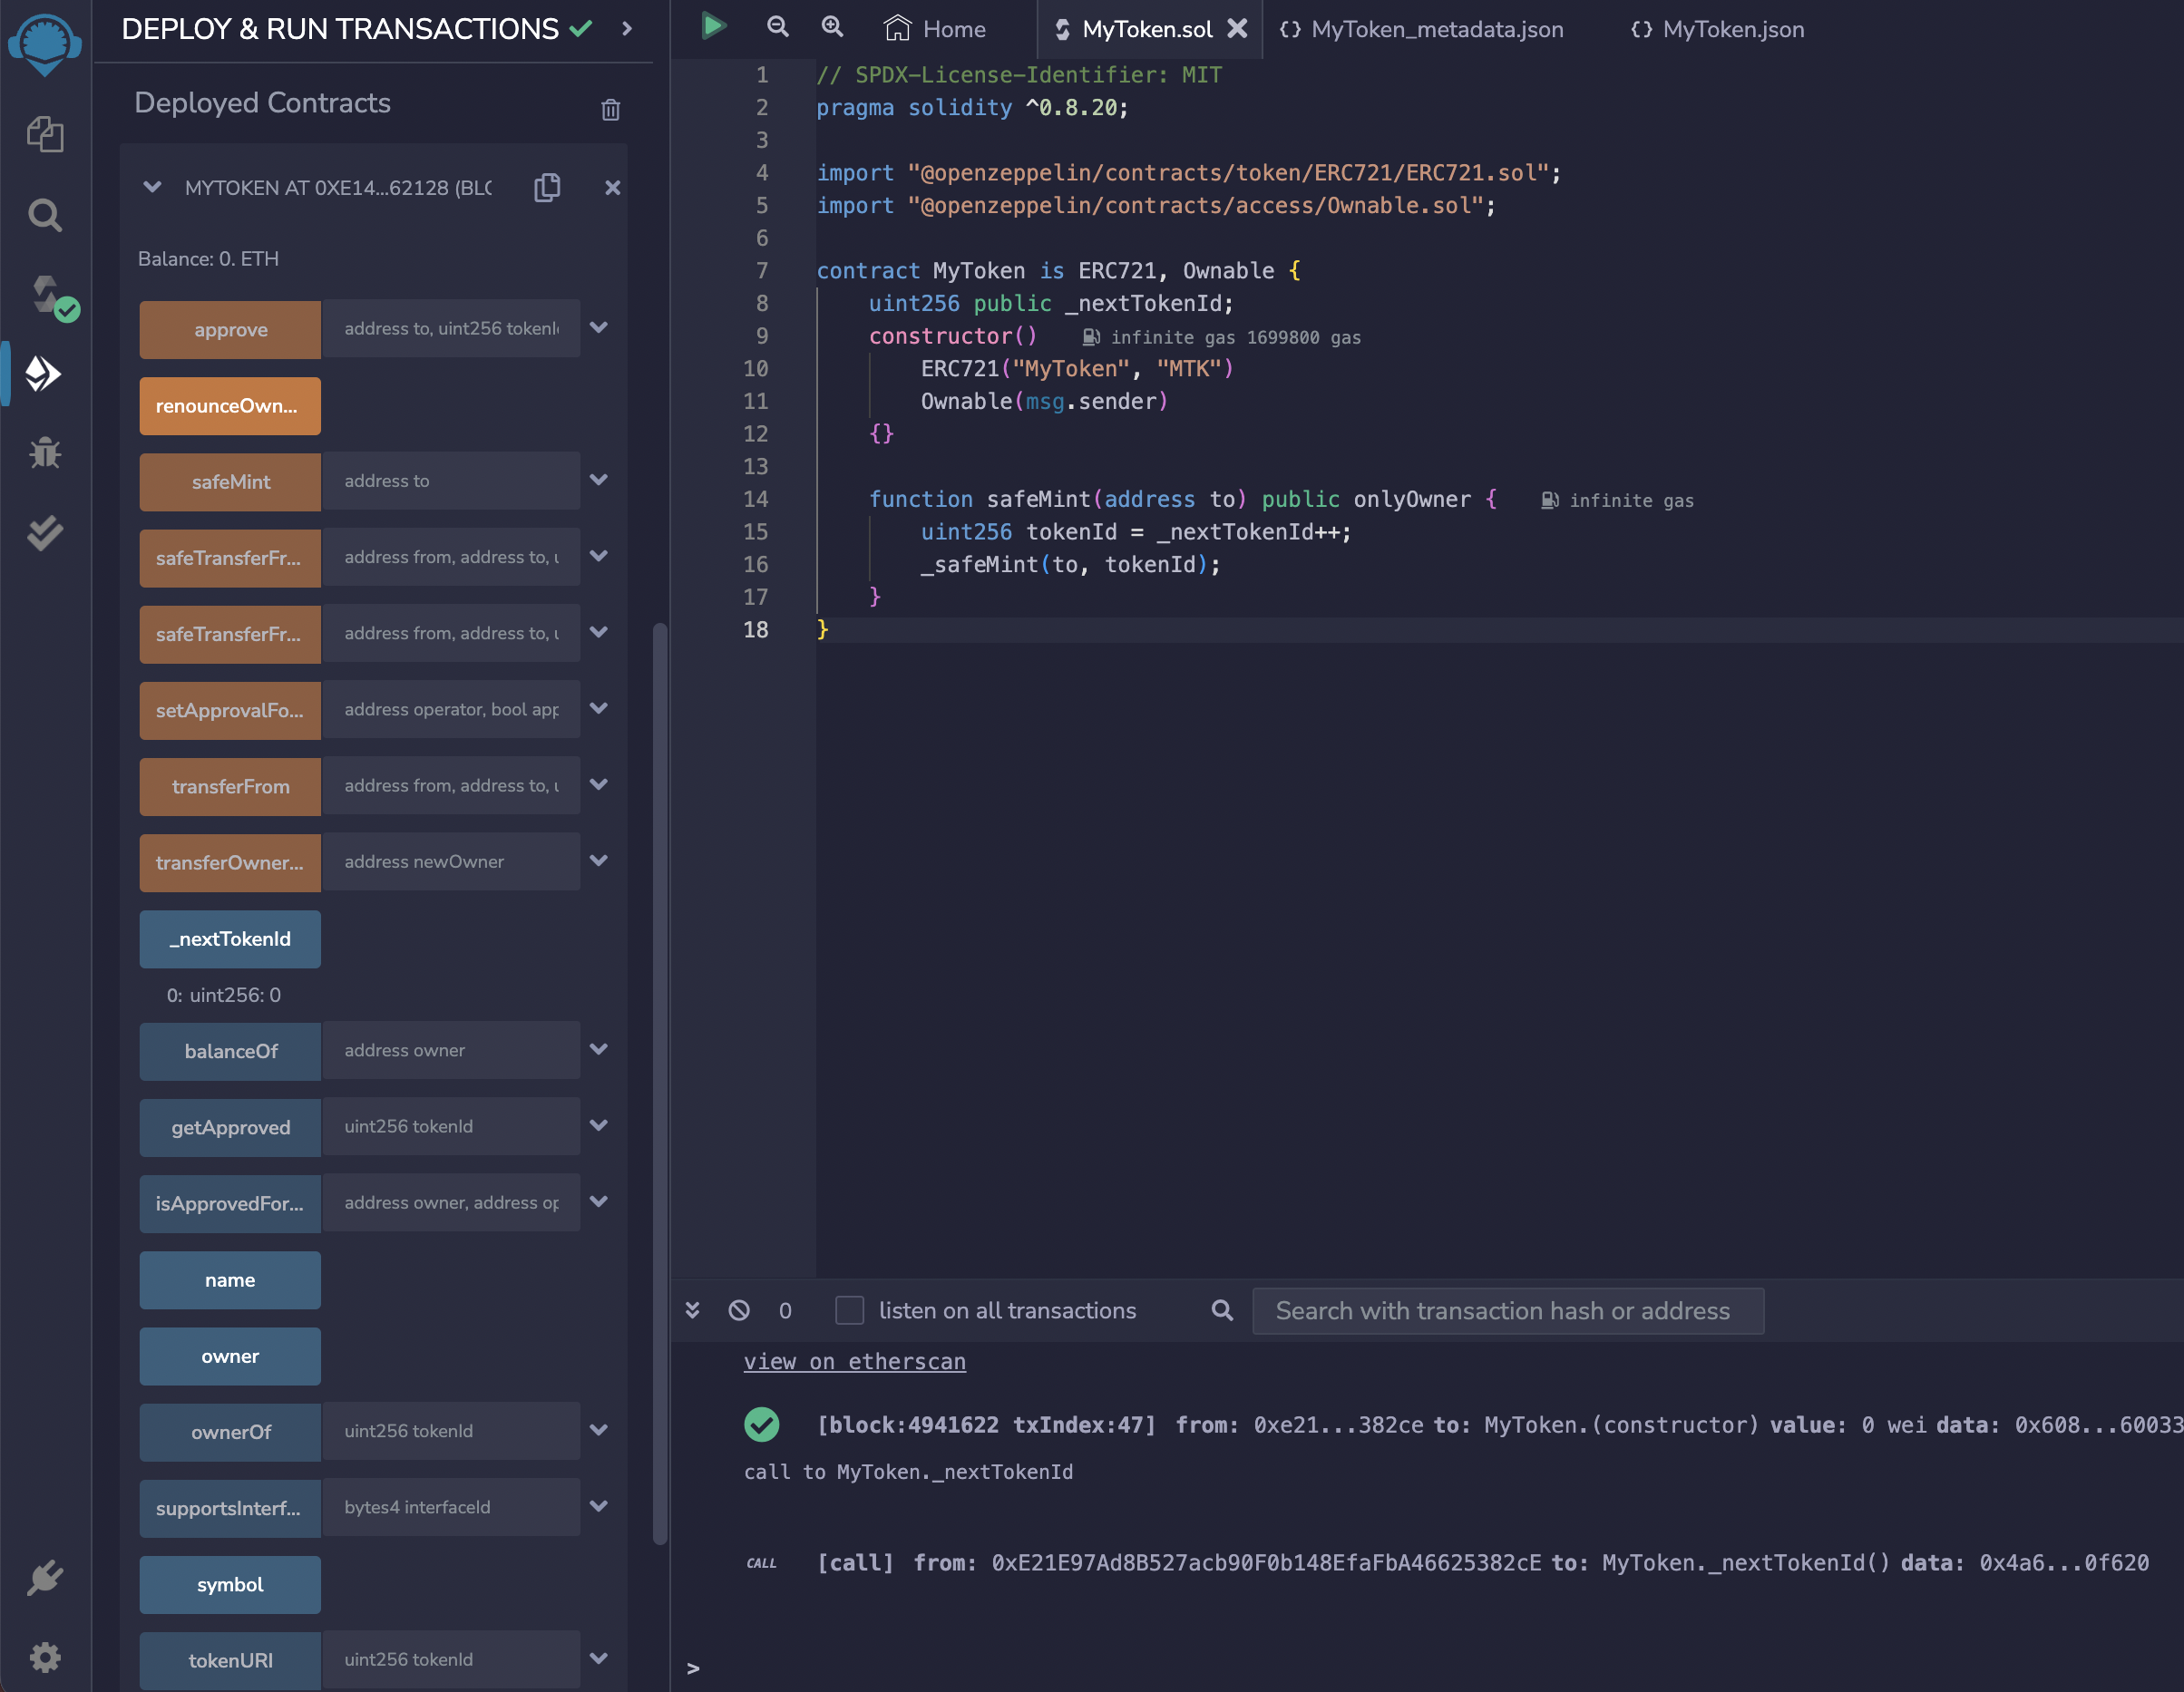 DEPLOY & RUN TRANSACTIONS
Deployed Contracts
MYTOKEN AT 0XE14...62128 (BLC
Balance: 0. ETH
approve address to, uint256 tokenI
renounceOwn...
safeMint address to
safeTransferFr... address from, address to, u
safeTransferFr... address from, address to, u
setApprovalFo... address operator, bool app
transferFrom address from, address to, u
transferOwner... address newOwner
_nextTokenId
0: uint256: 0
balanceOf address owner
getApproved uint256 tokenId
isApprovedFor... address owner, address op
name
owner
ownerOf uint256 tokenId
supportsInterf... bytes4 interfaceId
symbol
tokenURI uint256 tokenId
Home MyToken.sol {} MyToken_metadata.json {} MyToken.json
1 // SPDX-License-Identifier: MIT
2 pragma solidity ^0.8.20;
3
4 import "@openzeppelin/contracts/token/ERC721/ERC721.sol";
5 import "@openzeppelin/contracts/access/Ownable.sol";
6
7 contract MyToken is ERC721, Ownable {
8 uint256 public _nextTokenId;
9 constructor() infinite gas 1699800 gas
10 ERC721("MyToken", "MTK")
11 Ownable(msg.sender)
12 {}
13
14 function safeMint(address to) public onlyOwner { infinite gas
15 uint256 tokenId = _nextTokenId++;
16 _safeMint(to, tokenId);
17 }
18 }
0 listen on all transactions Search with transaction hash or address
view on etherscan
[block:4941622 txIndex:47] from: 0xe21...382ce to: MyToken.(constructor) value: 0 wei data: 0x608...60033
call to MyToken._nextTokenId
CALL [call] from: 0xE21E97Ad8B527acb90F0b148EfaFbA46625382cE to: MyToken._nextTokenId() data: 0x4a6...0f620
>